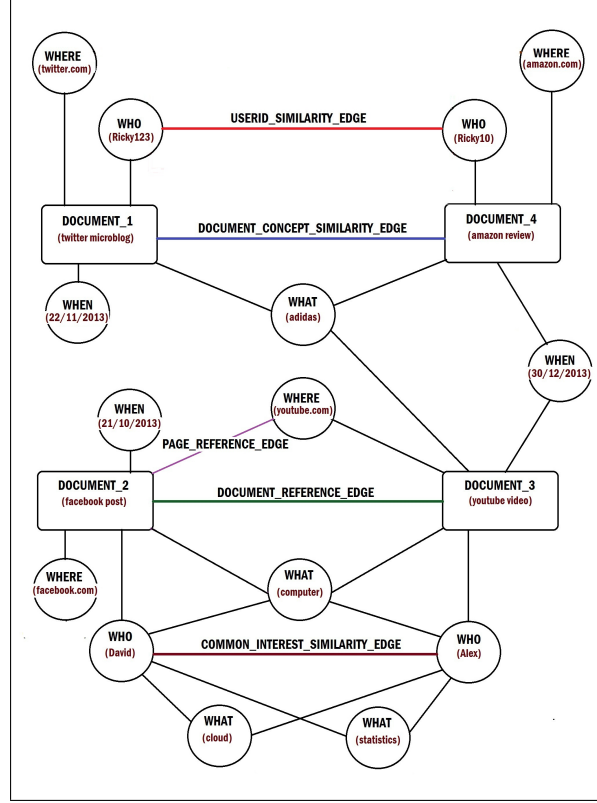 WHERE
(twitter.com)
WHERE
(amazon.com)
WHO
(Ricky123)
USERID_SIMILARITY_EDGE
WHO
(Ricky10)
DOCUMENT_1
(twitter microblog)
DOCUMENT_CONCEPT_SIMILARITY_EDGE
DOCUMENT_4
(amazon review)
WHEN
(22/11/2013)
WHAT
(adidas)
WHEN
(30/12/2013)
WHEN
(21/10/2013)
WHERE
(youtube.com)
PAGE_REFERENCE_EDGE
DOCUMENT_2
(facebook post)
DOCUMENT_REFERENCE_EDGE
DOCUMENT_3
(youtube video)
WHERE
(facebook.com)
WHAT
(computer)
WHO
(David)
COMMON_INTEREST_SIMILARITY_EDGE
WHO
(Alex)
WHAT
(cloud)
WHAT
(statistics)